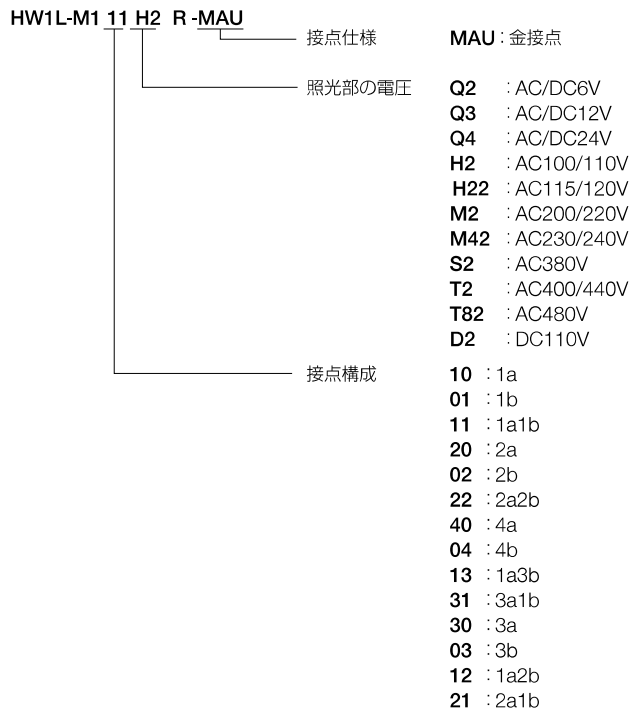 HW1L-M1 11 H2 R -MAU
接点仕様 MAU：金接点
照光部の電圧 Q2 ：AC/DC6V
Q3 ：AC/DC12V
Q4 ：AC/DC24V
H2 ：AC100/110V
H22 ：AC115/120V
M2 ：AC200/220V
M42 ：AC230/240V
S2 ：AC380V
T2 ：AC400/440V
T82 ：AC480V
D2 ：DC110V
接点構成 10 ：1a
01 ：1b
11 ：1a1b
20 ：2a
02 ：2b
22 ：2a2b
40 ：4a
04 ：4b
13 ：1a3b
31 ：3a1b
30 ：3a
03 ：3b
12 ：1a2b
21 ：2a1b